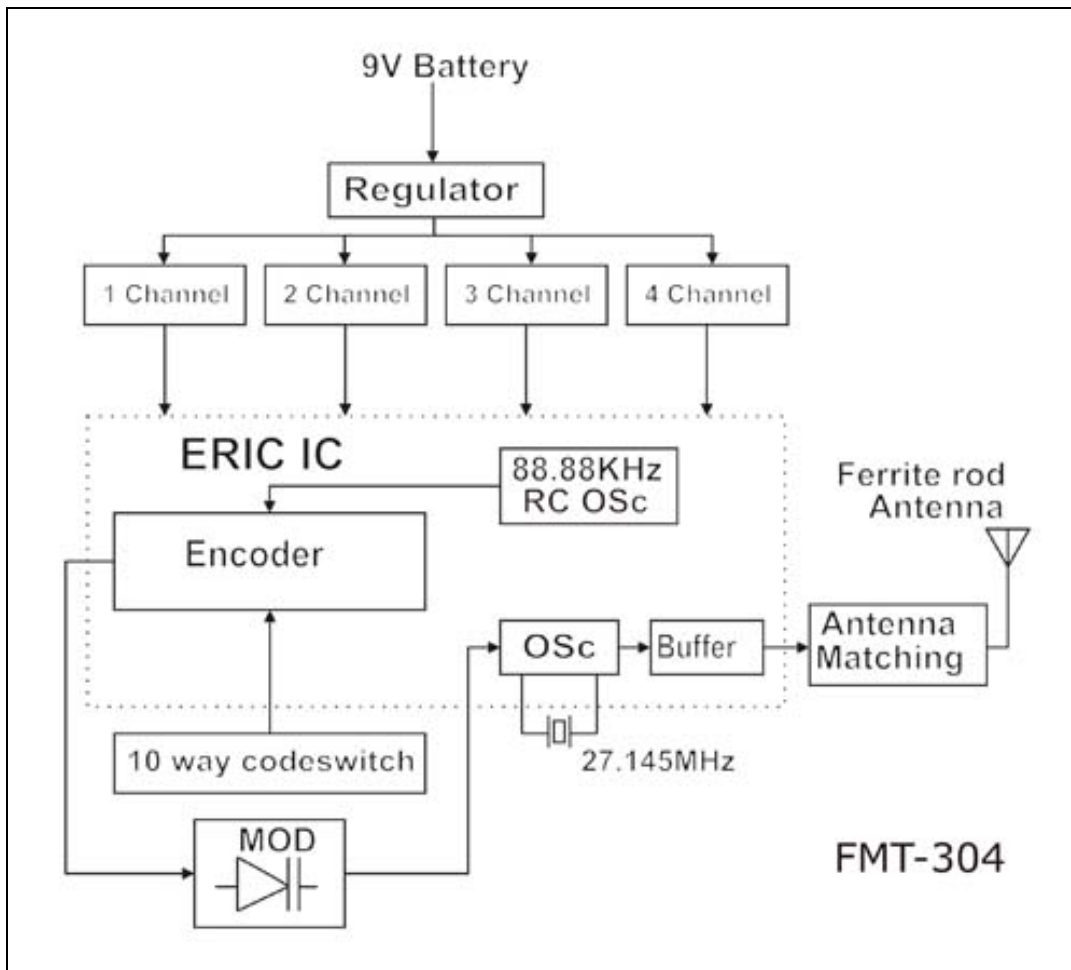 9V Battery
Regulator
1 Channel
2 Channel
3 Channel
4 Channel
ERIC IC
88.88KHz
RC OSc
Ferrite rod
Antenna
Encoder
OSc
Buffer
Antenna
Matching
10 way codeswitch
27.145MHz
MOD
FMT-304